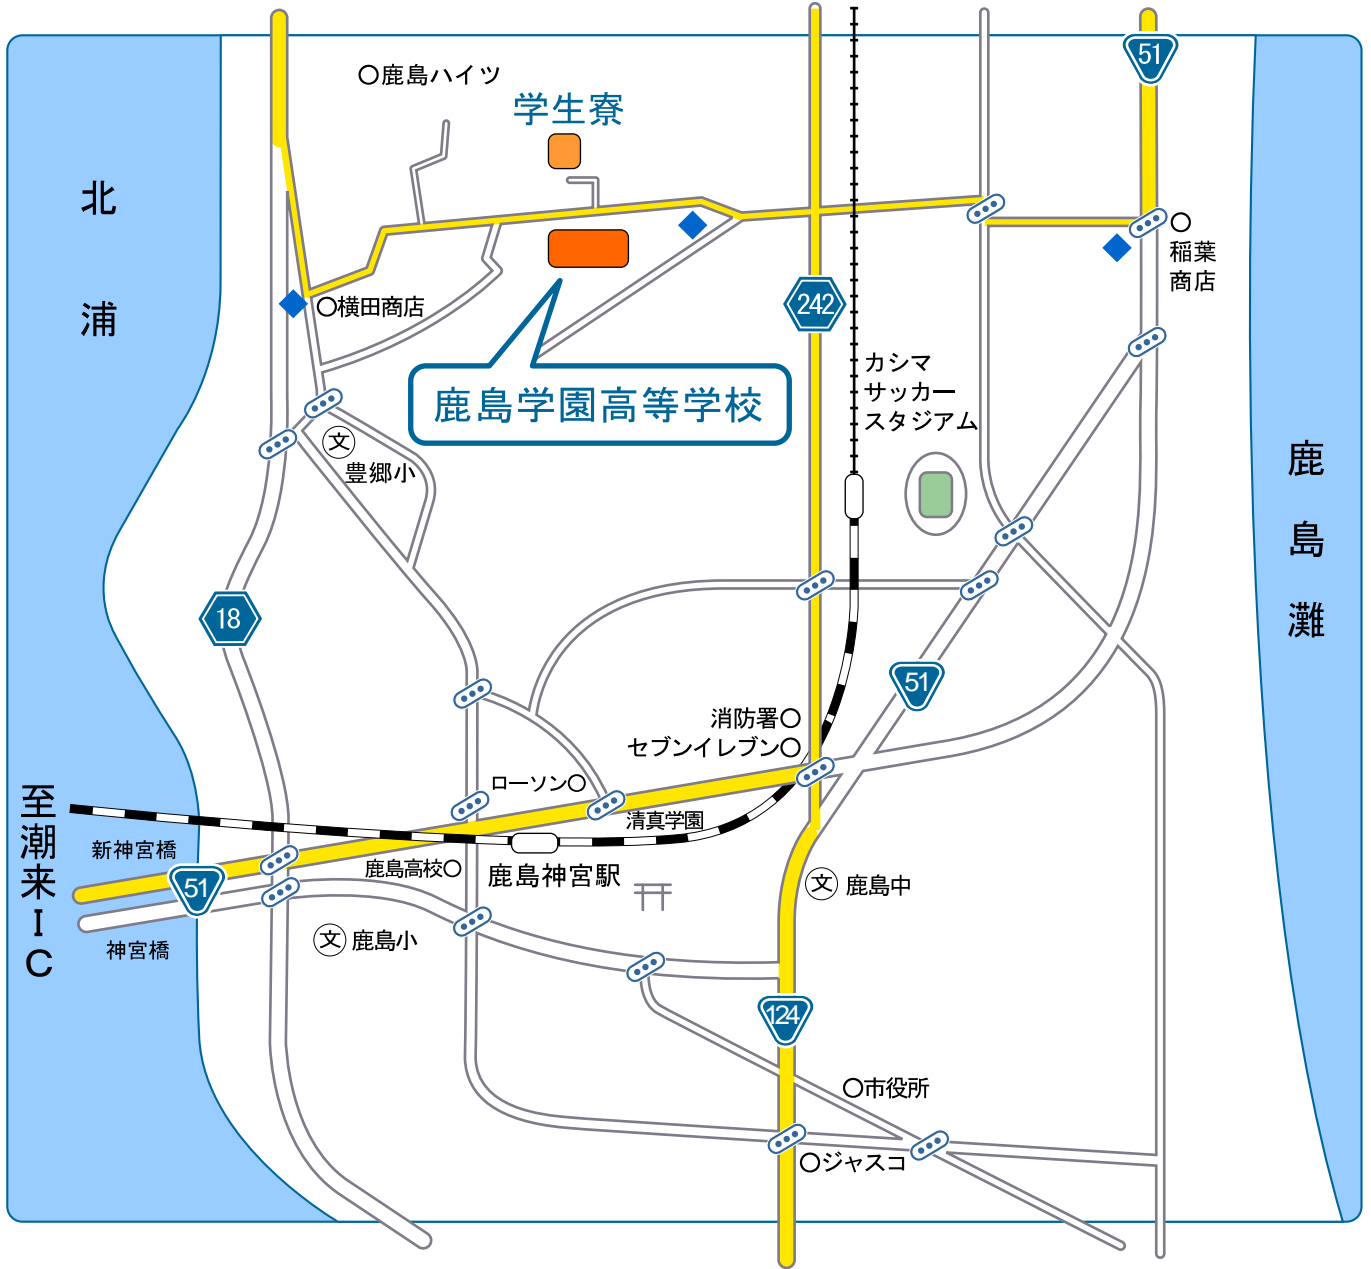 51
鹿島ハイツ
学生寮
北浦
稲葉
商店
横田商店
242
カシマ
サッカー
スタジアム
鹿島学園高等学校
文
豊郷小
鹿島灘
18
51
消防署
セブンイレブン
ローソン
至潮来IC
清真学園
新神宮橋
鹿島高校
鹿島神宮駅
51
文 鹿島中
文 鹿島小
神宮橋
124
市役所
ジャスコ